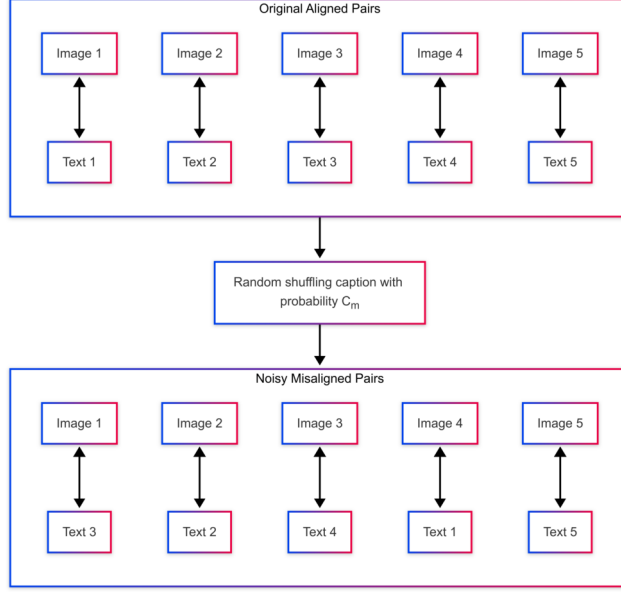 Original Aligned Pairs
Image 1 Image 2 Image 3 Image 4 Image 5
Text 1 Text 2 Text 3 Text 4 Text 5
Random shuffling caption with
probability Cm
Noisy Misaligned Pairs
Image 1 Image 2 Image 3 Image 4 Image 5
Text 3 Text 2 Text 4 Text 1 Text 5